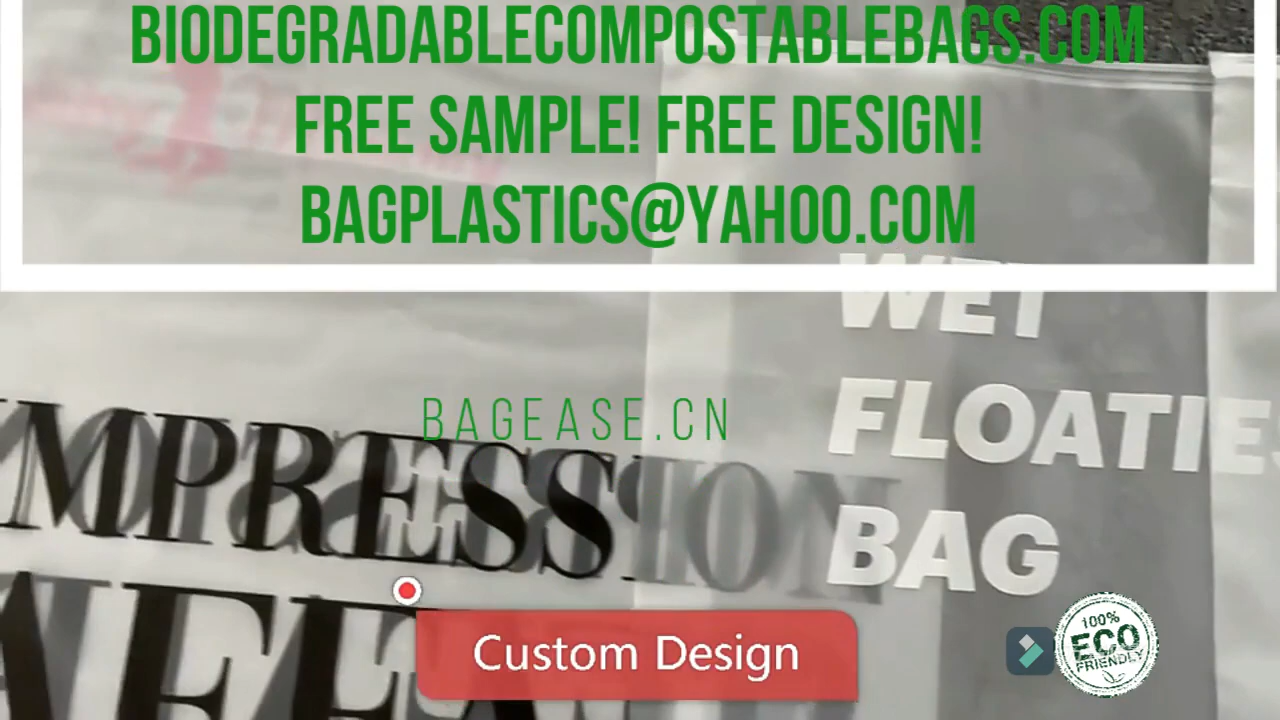 BIODEGRADABLECOMPOSTABLEBAGS.COM
FREE SAMPLE! FREE DESIGN!
BAGPLASTICS@YAHOO.COM
WET
FLOATIES
BAG
BAGEASE.CN
MPRESSION
Custom Design
100%
ECO
FRIENDLY